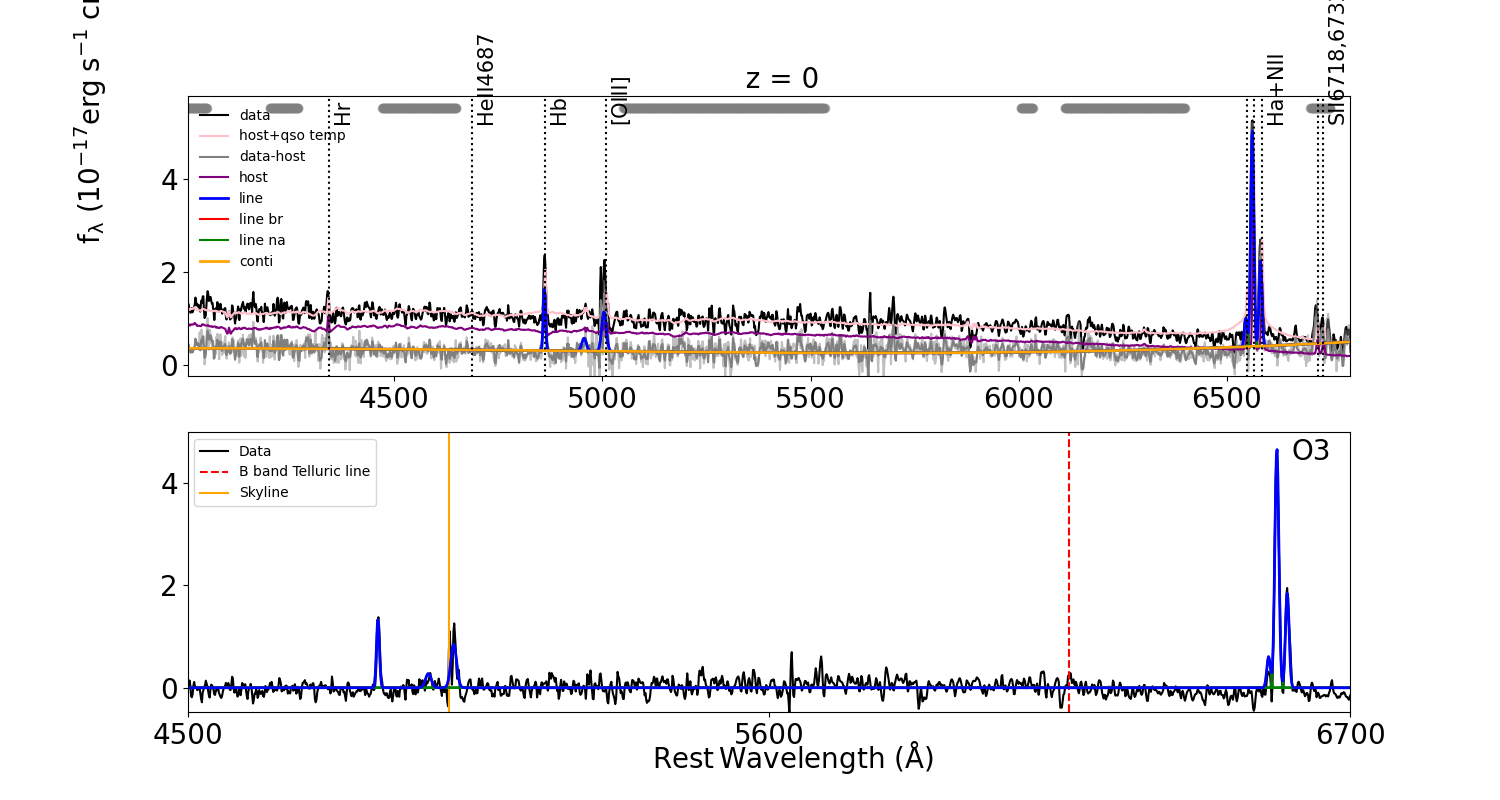 z = 0
f_λ (10^−17 erg s^−1 c
Hr
HeII4687
Hb
[OIII]
Ha+NII
SII6718,673
data
host+qso temp
data-host
host
line
line br
line na
conti
4
2
0
4500
5000
5500
6000
6500
O3
Data
B band Telluric line
Skyline
4
2
0
4500
5600
6700
Rest Wavelength (Å)